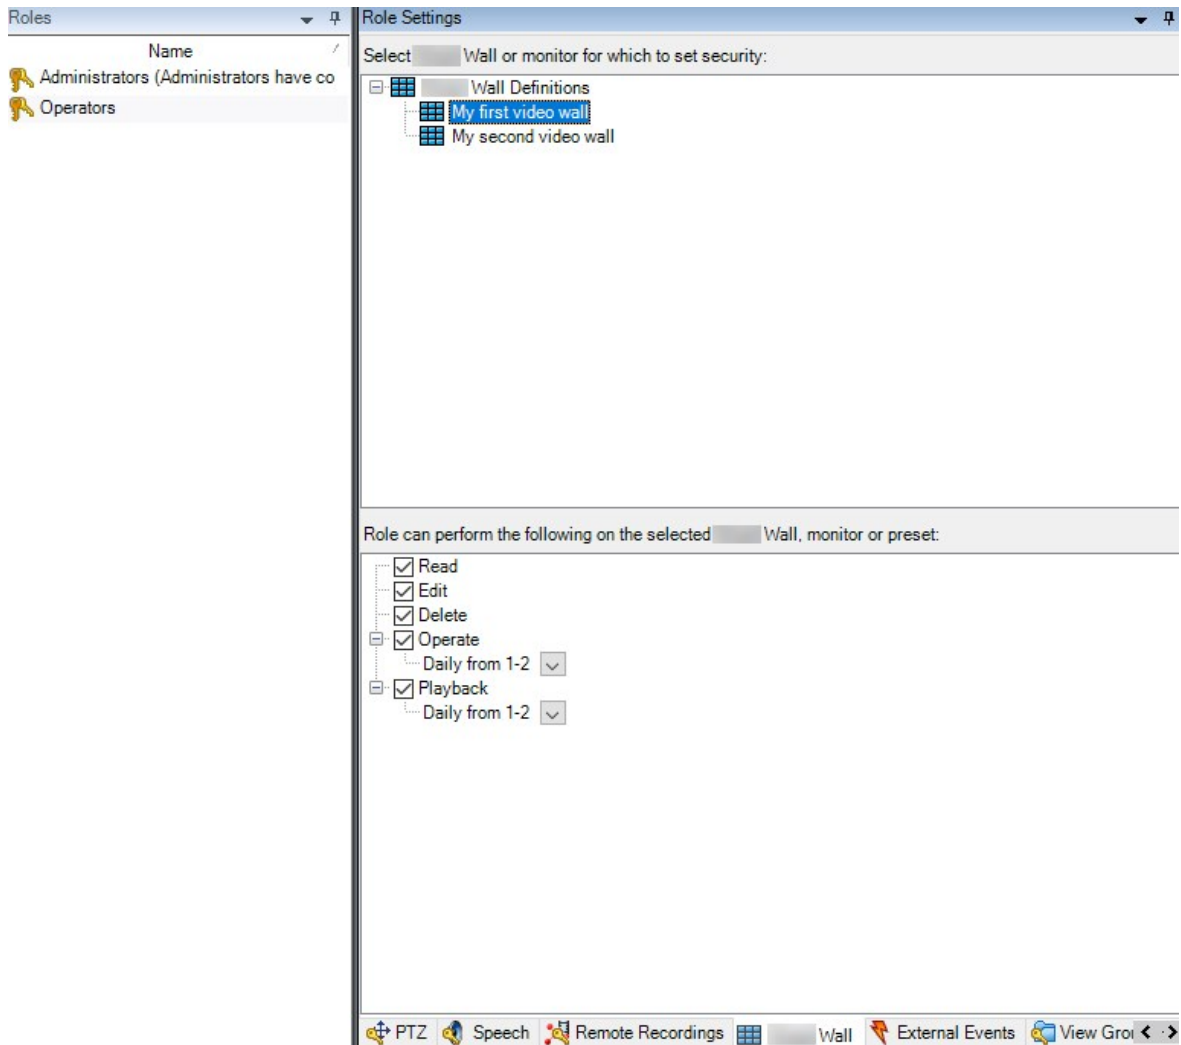 Roles
Name
Administrators (Administrators have co
Operators
Role Settings
Select Wall or monitor for which to set security:
Wall Definitions
My first video wall
My second video wall
Role can perform the following on the selected Wall, monitor or preset:
Read
Edit
Delete
Operate
Daily from 1-2
Playback
Daily from 1-2
PTZ Speech Remote Recordings Wall External Events View Grou